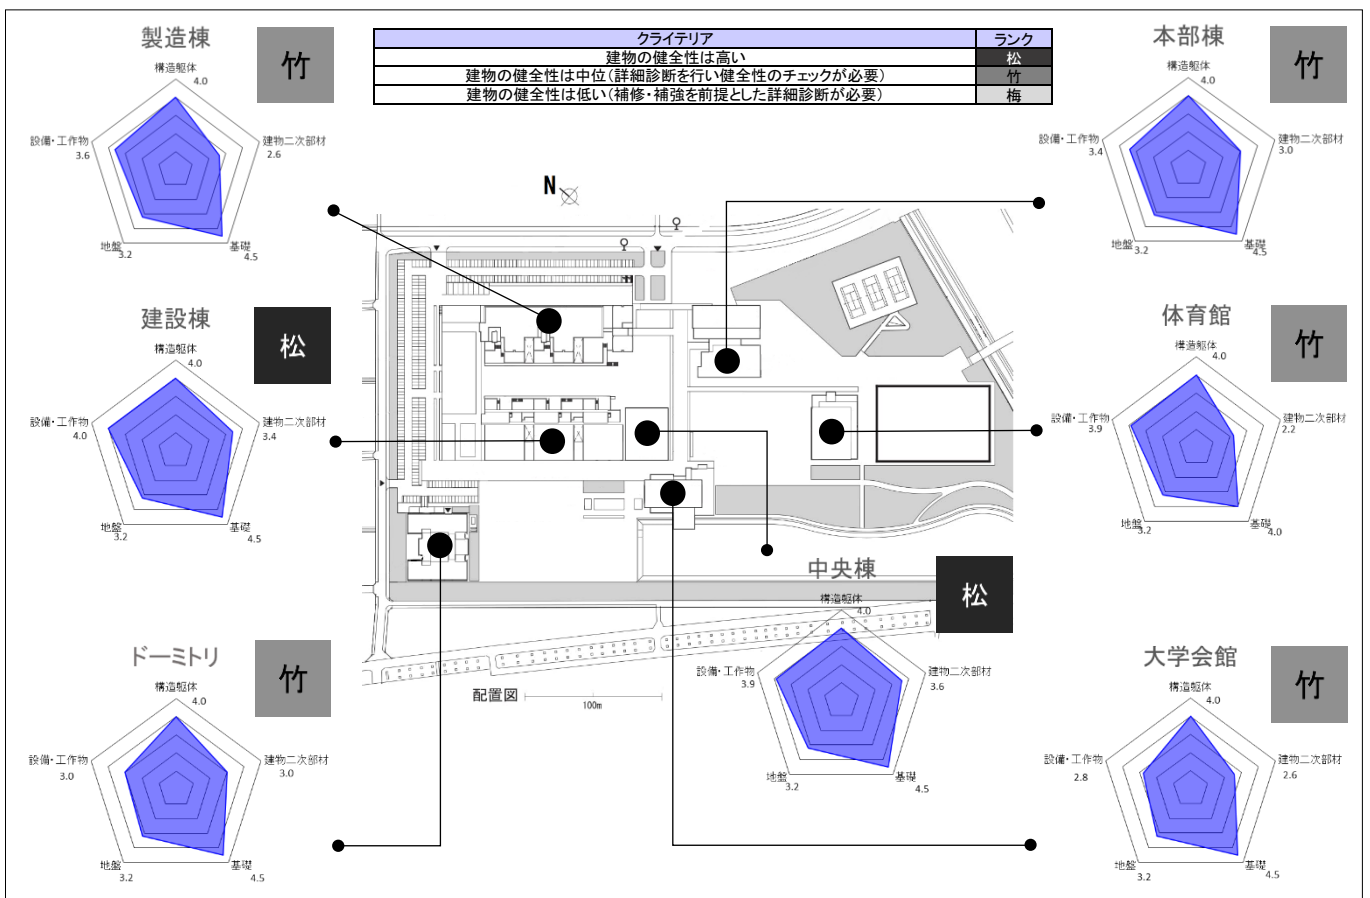 クライテリア ランク
建物の健全性は高い 松
建物の健全性は中位(詳細診断を行い健全性のチェックが必要) 竹
建物の健全性は低い(補修・補強を前提とした詳細診断が必要) 梅
製造棟
竹
構造躯体
4.0
建物二次部材
2.6
基礎
4.5
地盤
3.2
設備・工作物
3.6
本部棟
竹
構造躯体
4.0
建物二次部材
3.0
基礎
4.5
地盤
3.2
設備・工作物
3.4
N
建設棟
松
構造躯体
4.0
建物二次部材
3.4
基礎
4.5
地盤
3.2
設備・工作物
4.0
体育館
竹
構造躯体
4.0
建物二次部材
2.2
基礎
4.0
地盤
3.2
設備・工作物
3.9
中央棟
松
構造躯体
4.0
建物二次部材
3.6
基礎
4.5
地盤
3.2
設備・工作物
3.9
ドーミトリ
竹
構造躯体
4.0
建物二次部材
3.0
基礎
4.5
地盤
3.2
設備・工作物
3.0
配置図
100m
大学会館
竹
構造躯体
4.0
建物二次部材
2.6
基礎
4.5
地盤
3.2
設備・工作物
2.8